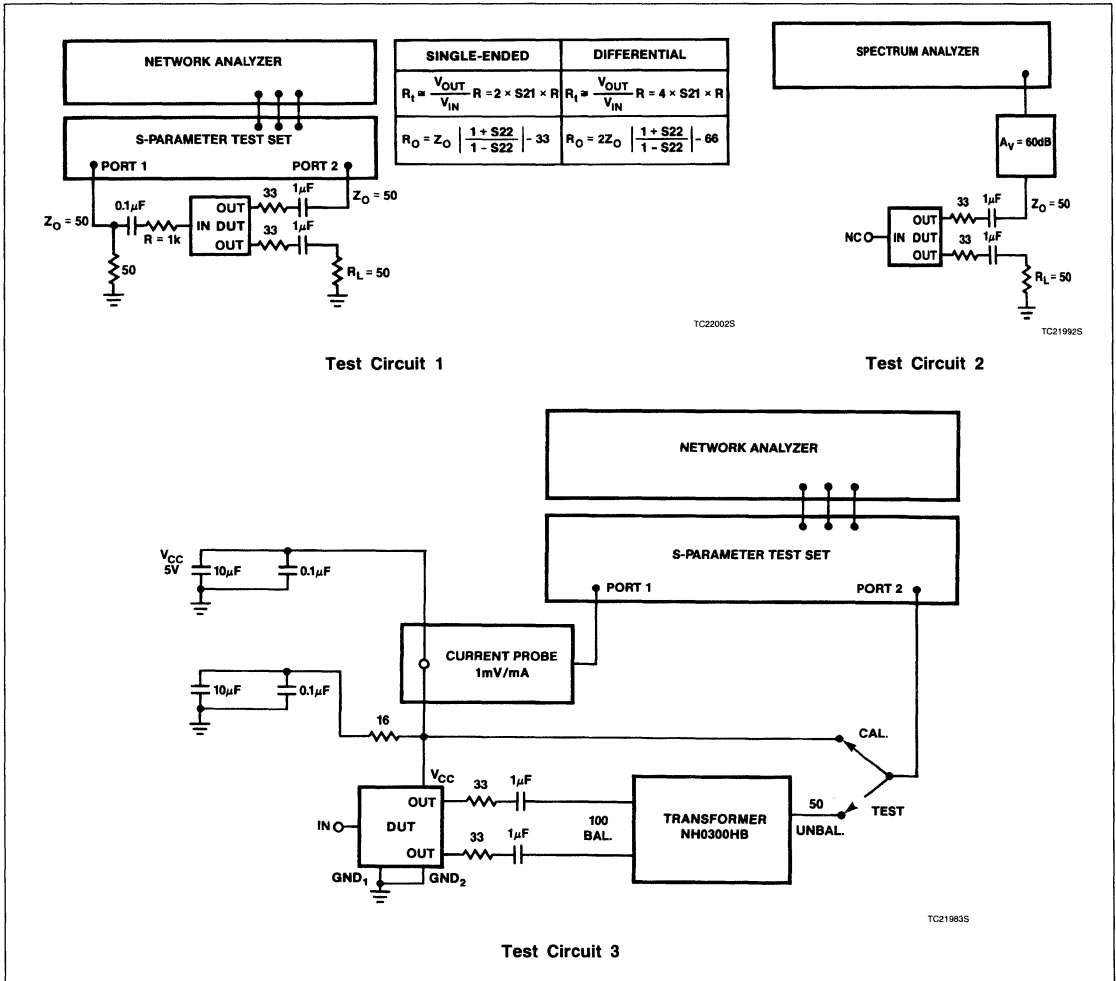 NETWORK ANALYZER
S-PARAMETER TEST SET
PORT 1
PORT 2
Z_O = 50
0.1µF
R = 1k
50
IN DUT
OUT
OUT
33
1µF
33
1µF
Z_O = 50
R_L = 50
SINGLE-ENDED
DIFFERENTIAL
R_t ≅ V_OUT / V_IN R = 2 × S21 × R
R_t ≅ V_OUT / V_IN R = 4 × S21 × R
R_O = Z_O | 1 + S22 / 1 - S22 | - 33
R_O = 2Z_O | 1 + S22 / 1 - S22 | - 66
TC22002S
Test Circuit 1
SPECTRUM ANALYZER
A_V = 60dB
Z_O = 50
NC
IN DUT
OUT
OUT
33
1µF
33
1µF
R_L = 50
TC21992S
Test Circuit 2
NETWORK ANALYZER
S-PARAMETER TEST SET
PORT 1
PORT 2
V_CC
5V
10µF
0.1µF
CURRENT PROBE
1mV/mA
10µF
0.1µF
16
CAL.
TEST
V_CC
IN
DUT
OUT
OUT
33
1µF
33
1µF
GND_1
GND_2
100
BAL.
TRANSFORMER
NH0300HB
50
UNBAL.
TC21983S
Test Circuit 3